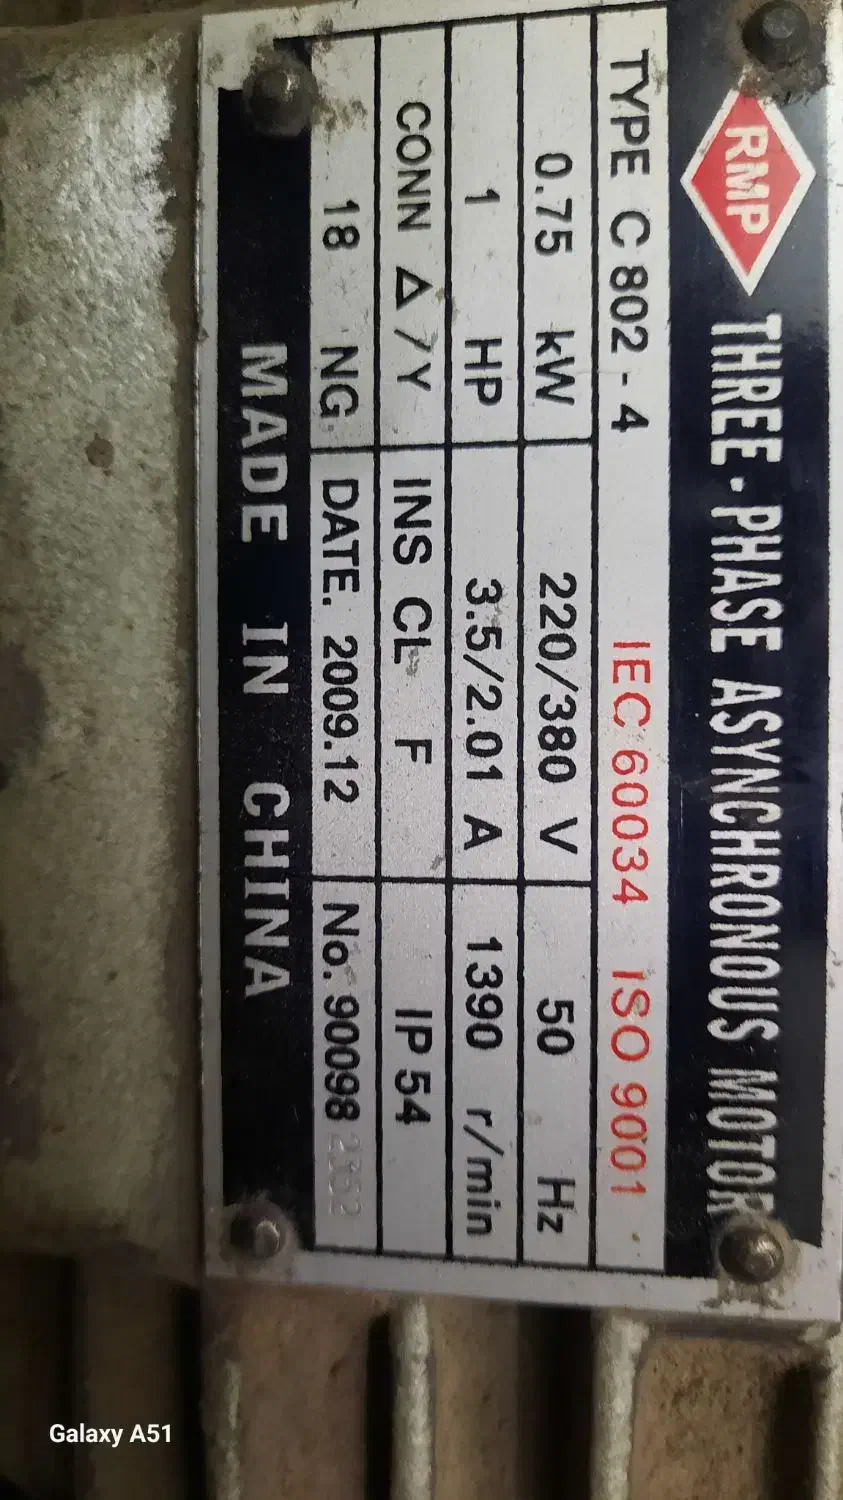 RMP THREE-PHASE ASYNCHRONOUS MOTOR
TYPE C 802 - 4 IEC 60034 ISO 9001
0.75 kW 220/380 V 50 Hz
1 HP 3.5/2.01 A 1390 r/min
CONN Δ / Y INS CL F IP 54
18 NG. DATE. 2009.12 No. 90098
MADE IN CHINA
Galaxy A51